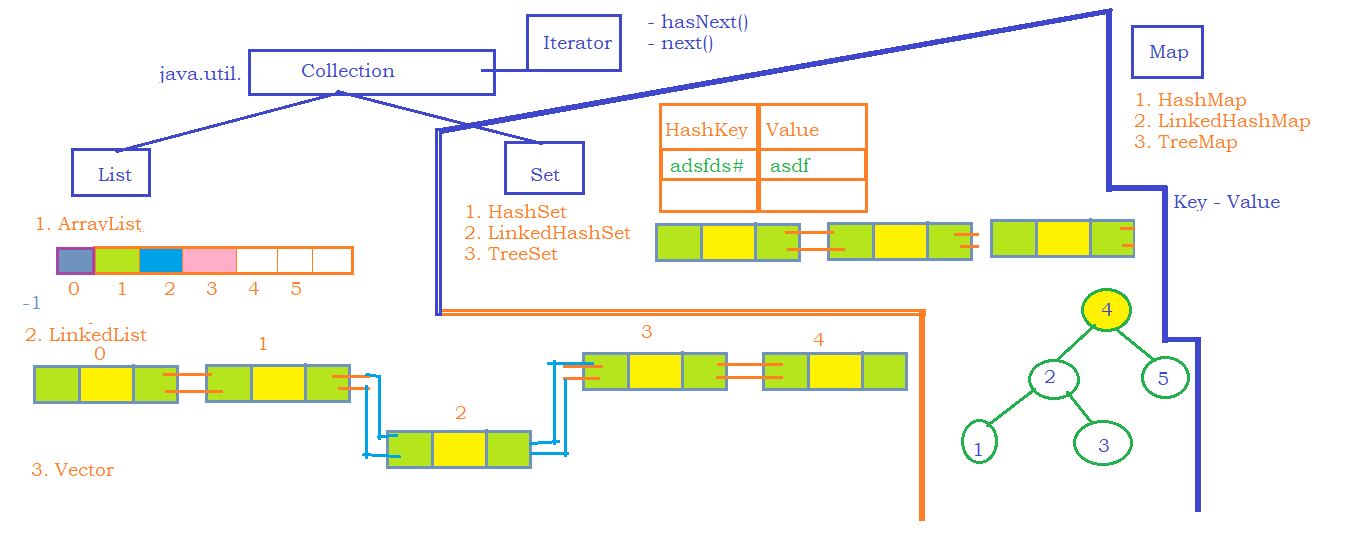 Iterator
- hasNext()
- next()
java.util.
Collection
Map
1. HashMap
2. LinkedHashMap
3. TreeMap
HashKey Value
adsfds# asdf
List
Set
Key - Value
1. ArrayList
1. HashSet
2. LinkedHashSet
3. TreeSet
0 1 2 3 4 5
-1
2. LinkedList
0 1 2 3 4
3. Vector
4
2 5
1 3